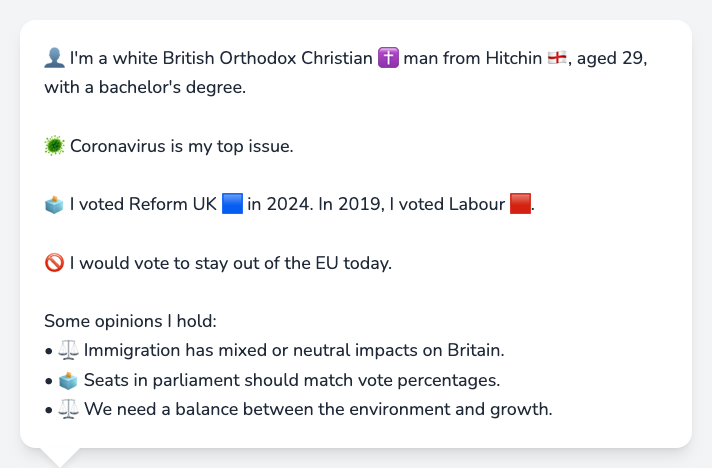 👤 I'm a white British Orthodox Christian ✝️ man from Hitchin 🏴󠁧󠁢󠁥󠁮󠁧󠁿, aged 29,
with a bachelor's degree.
🦠 Coronavirus is my top issue.
🗳️ I voted Reform UK 🟦 in 2024. In 2019, I voted Labour 🟥.
🚫 I would vote to stay out of the EU today.
Some opinions I hold:
• ⚖️ Immigration has mixed or neutral impacts on Britain.
• 🗳️ Seats in parliament should match vote percentages.
• ⚖️ We need a balance between the environment and growth.